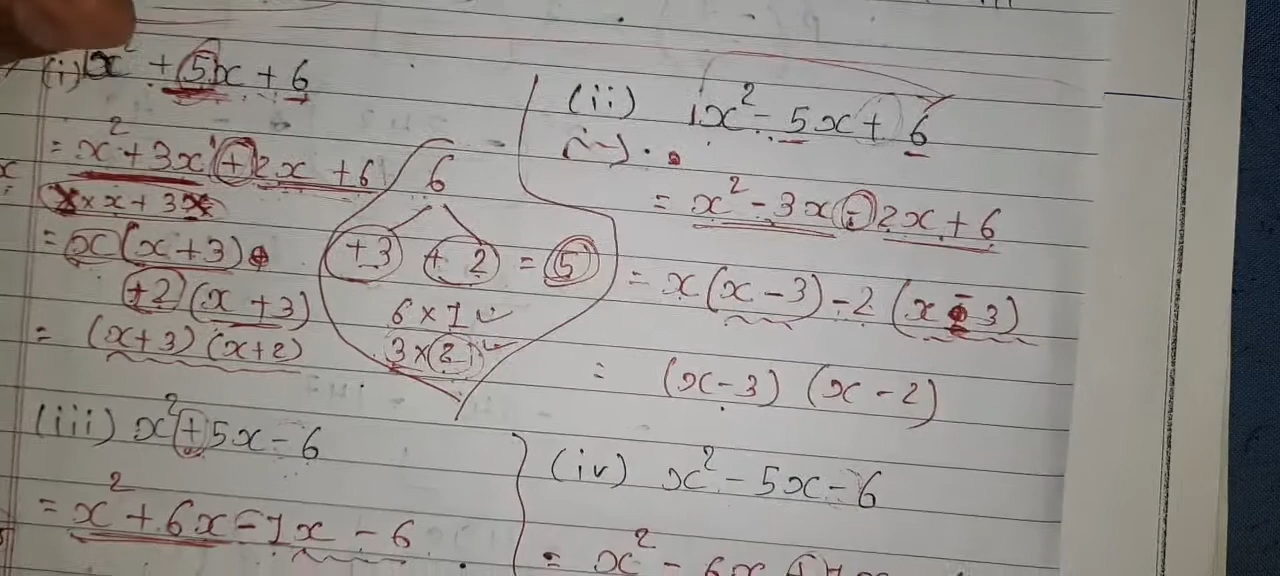 (i) x² + 5x + 6
= x² + 3x + 2x + 6
x × x + 3x
= x(x+3)
+2 (x+3)
= (x+3) (x+2)
6
+3 + 2 = 5
6 × 1
3 × 2
(ii) 1x² - 5x + 6
= x² - 3x - 2x + 6
= x(x-3) - 2(x-3)
= (x-3) (x-2)
(iii) x² + 5x - 6
= x² + 6x - 1x - 6
(iv) x² - 5x - 6
= x² - 6x +